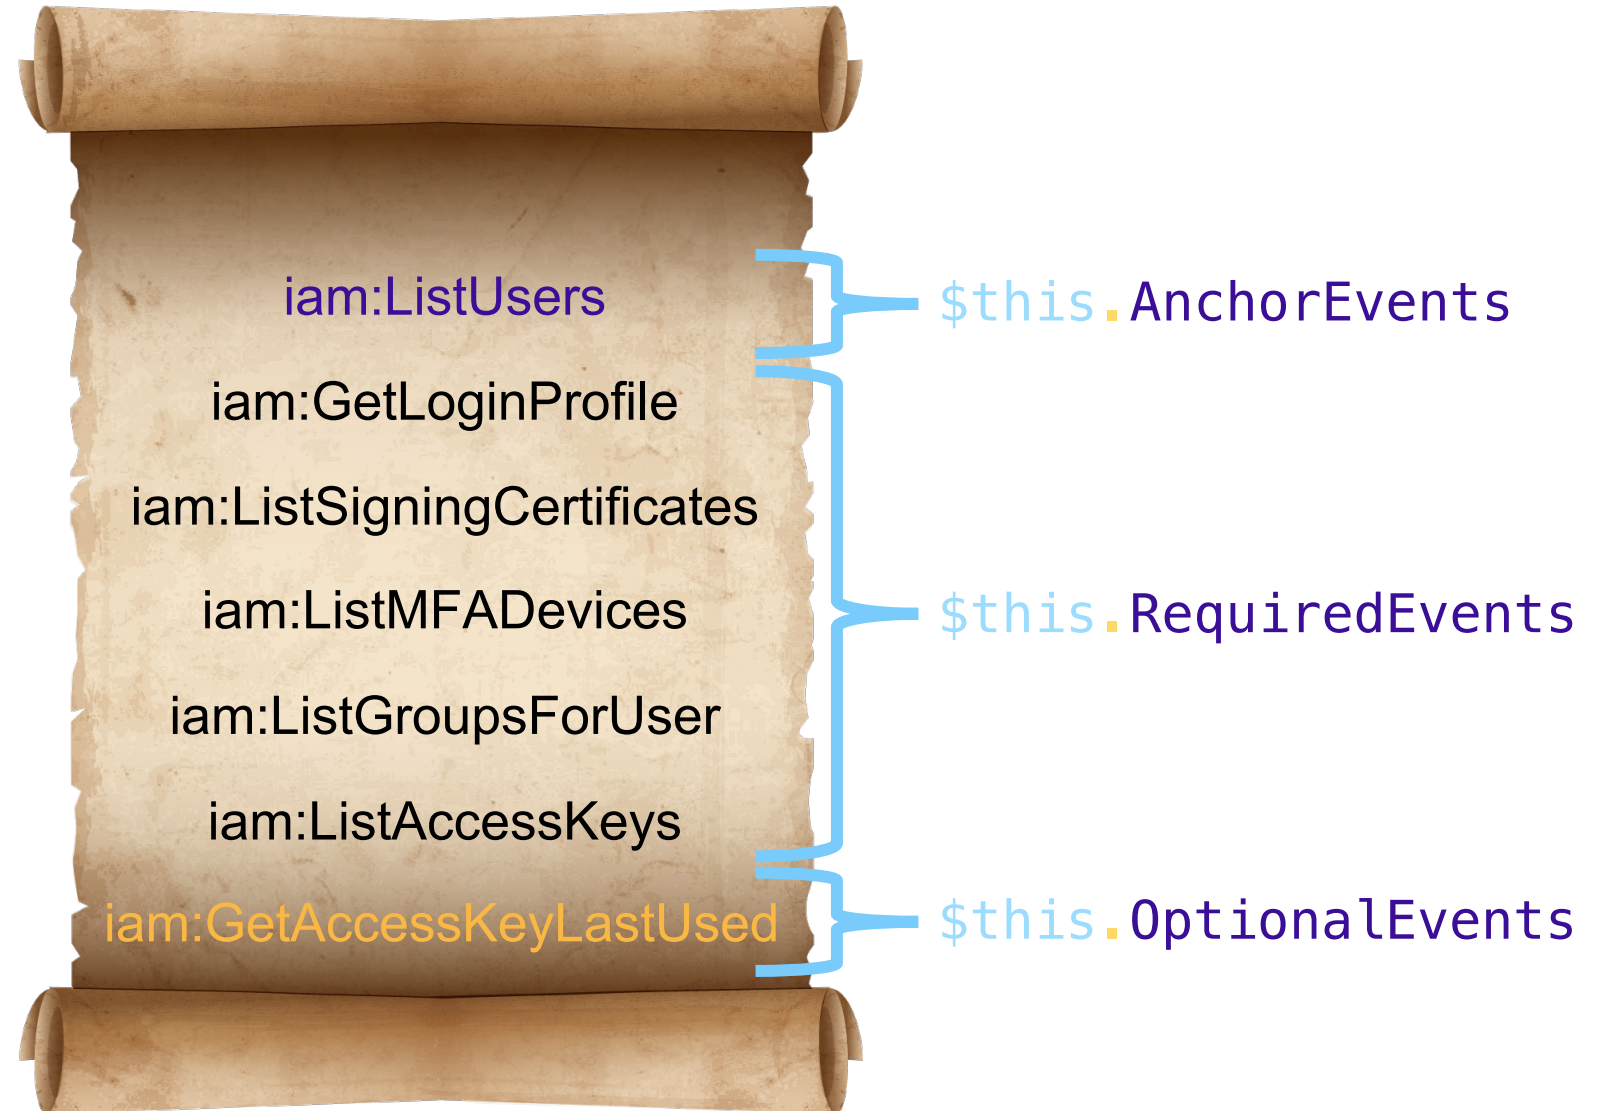 iam:ListUsers
$this.AnchorEvents
iam:GetLoginProfile
iam:ListSigningCertificates
iam:ListMFADevices
$this.RequiredEvents
iam:ListGroupsForUser
iam:ListAccessKeys
iam:GetAccessKeyLastUsed
$this.OptionalEvents